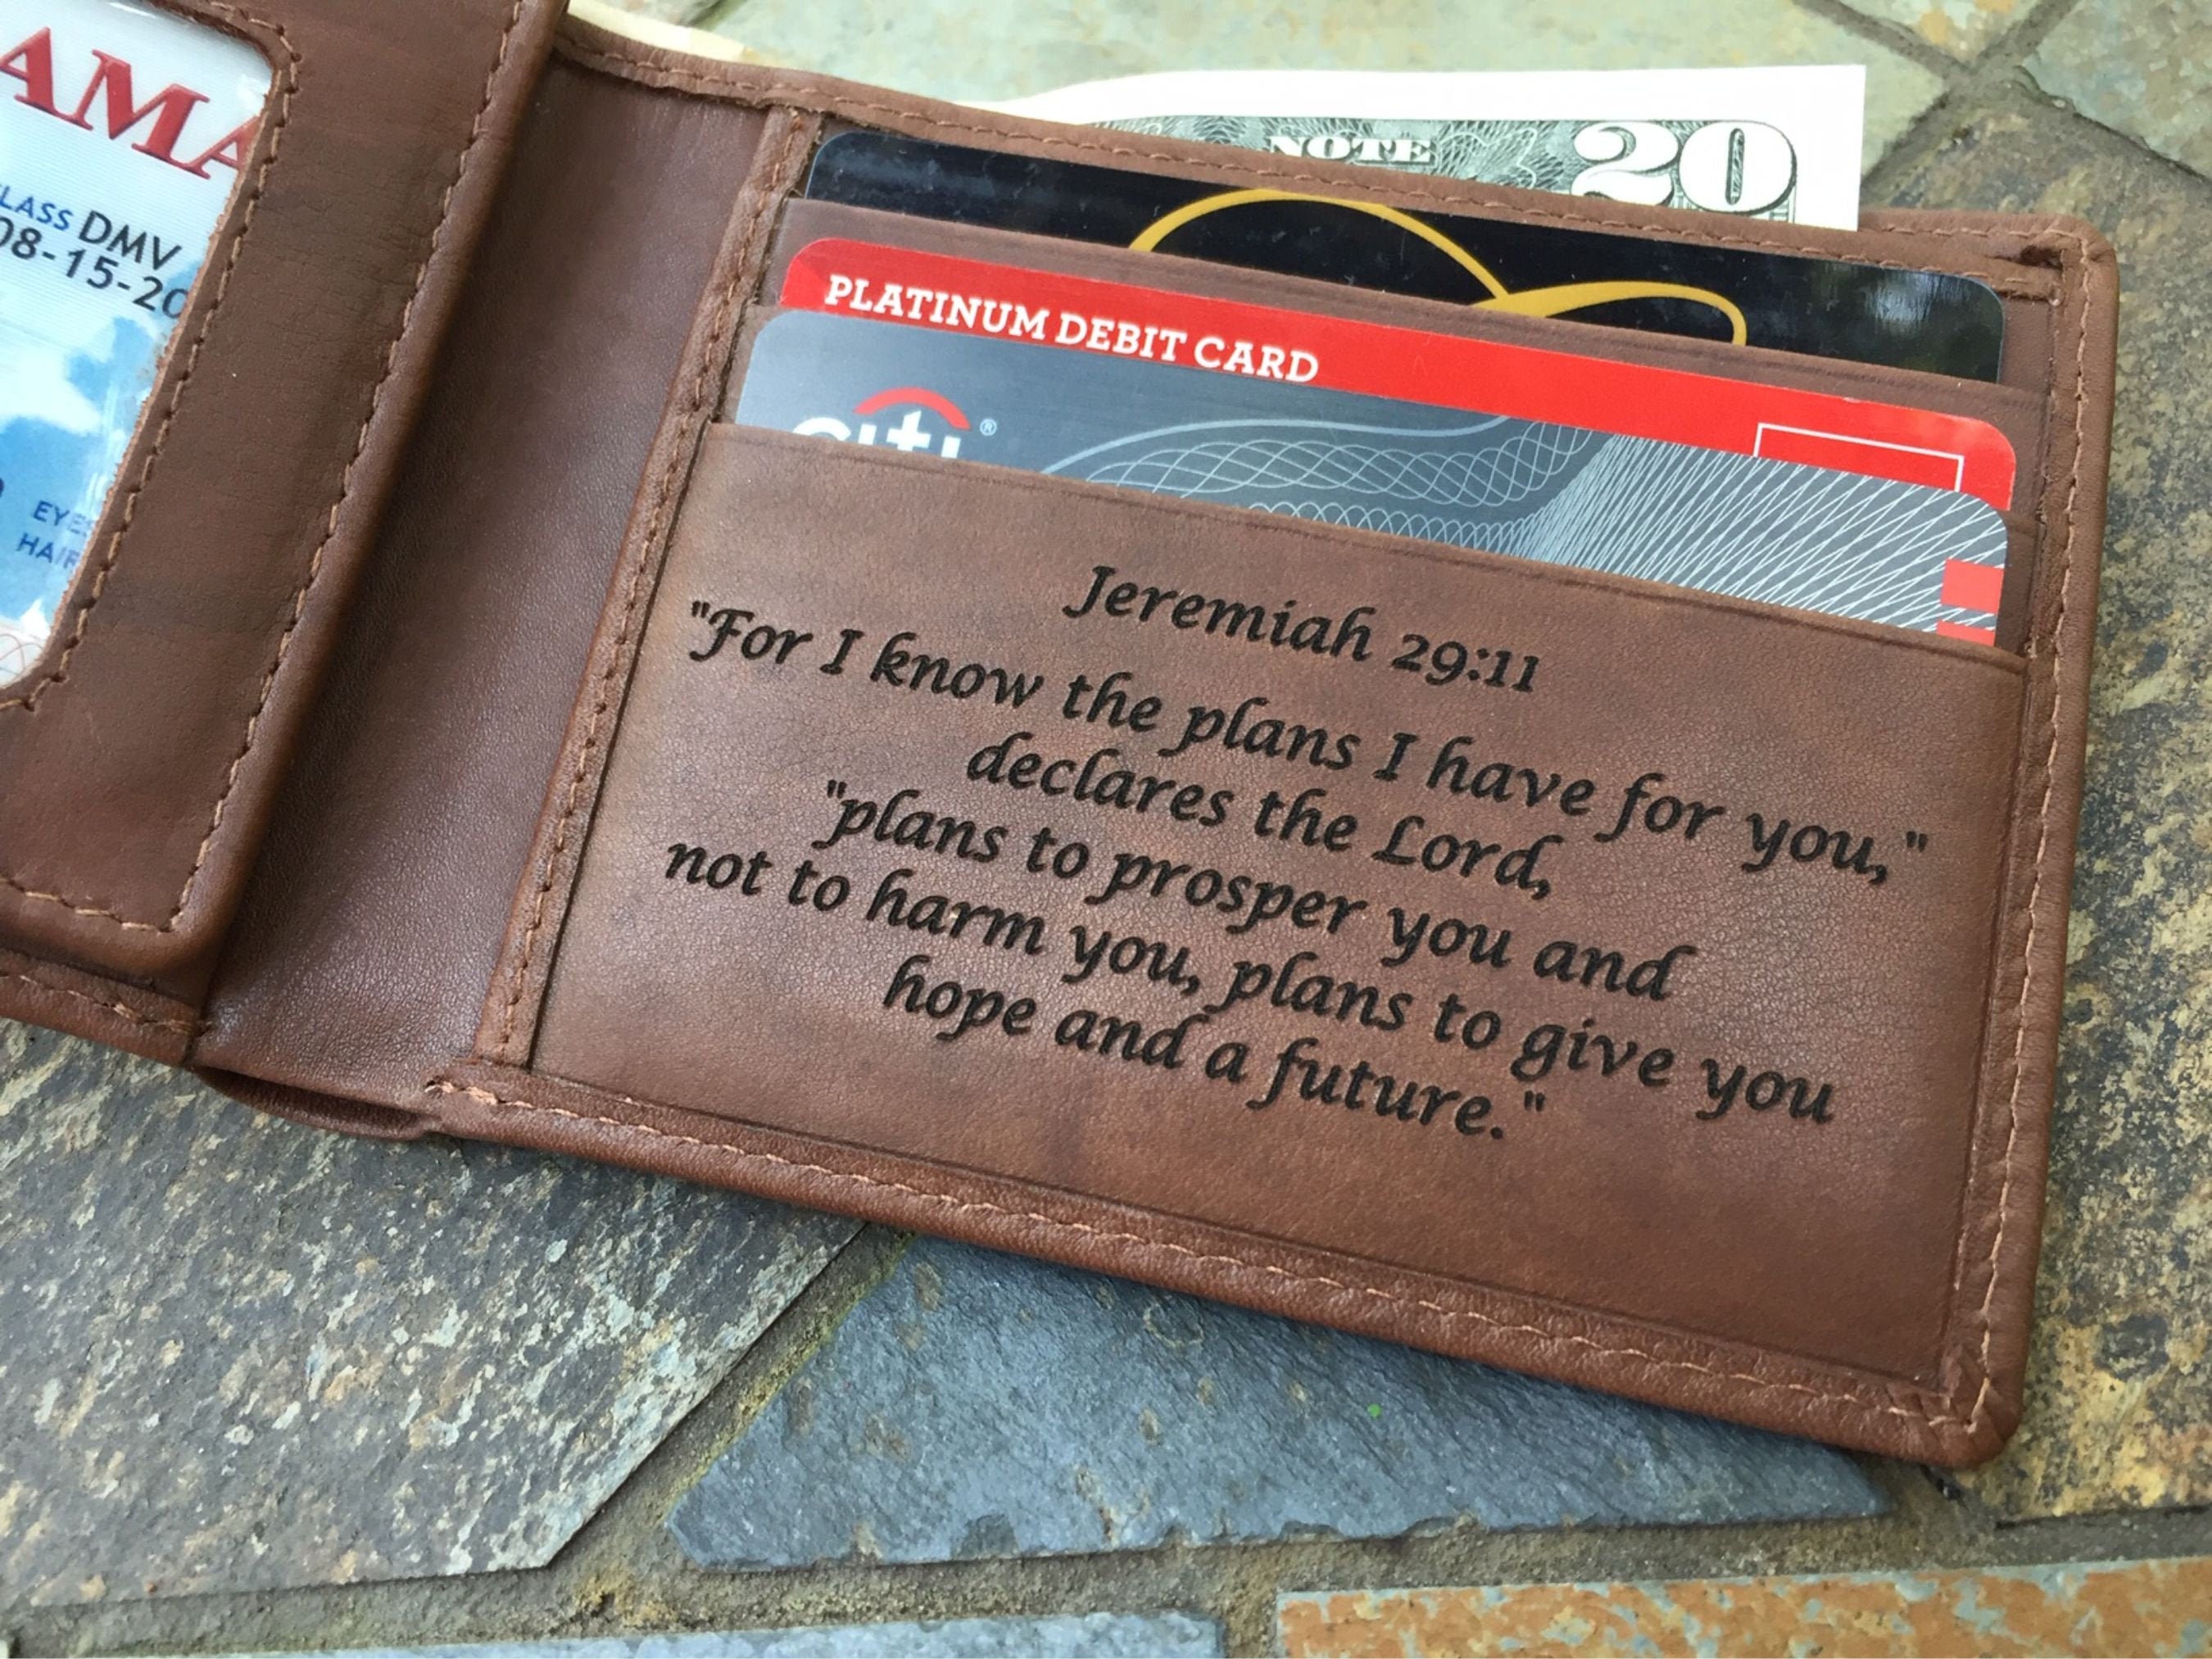 AMA
CLASS DMV
08-15-20
EYES
HAIR
NOTE 20
PLATINUM DEBIT CARD
citi®
Jeremiah 29:11
"For I know the plans I have for you,"
declares the Lord,
"plans to prosper you and
not to harm you, plans to give you
hope and a future."